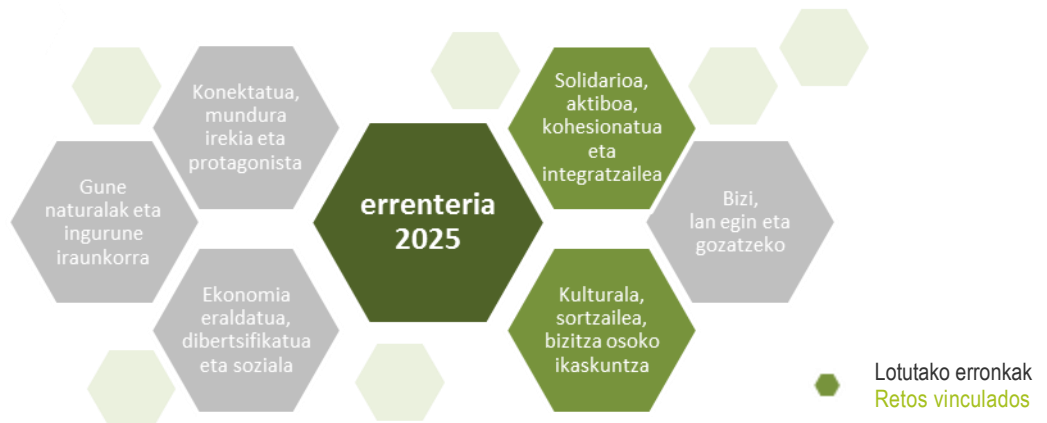 Konektatua,
mundura
irekia eta
protagonista
Solidarioa,
aktiboa,
kohesionatua
eta
integratzailea
Gune
naturalak eta
ingurune
iraunkorra
errenteria
2025
Bizi,
lan egin eta
gozatzeko
Ekonomia
eraldatua,
dibertsifikatua
eta soziala
Kulturala,
sortzailea,
bizitza osoko
ikaskuntza
Lotutako erronkak
Retos vinculados